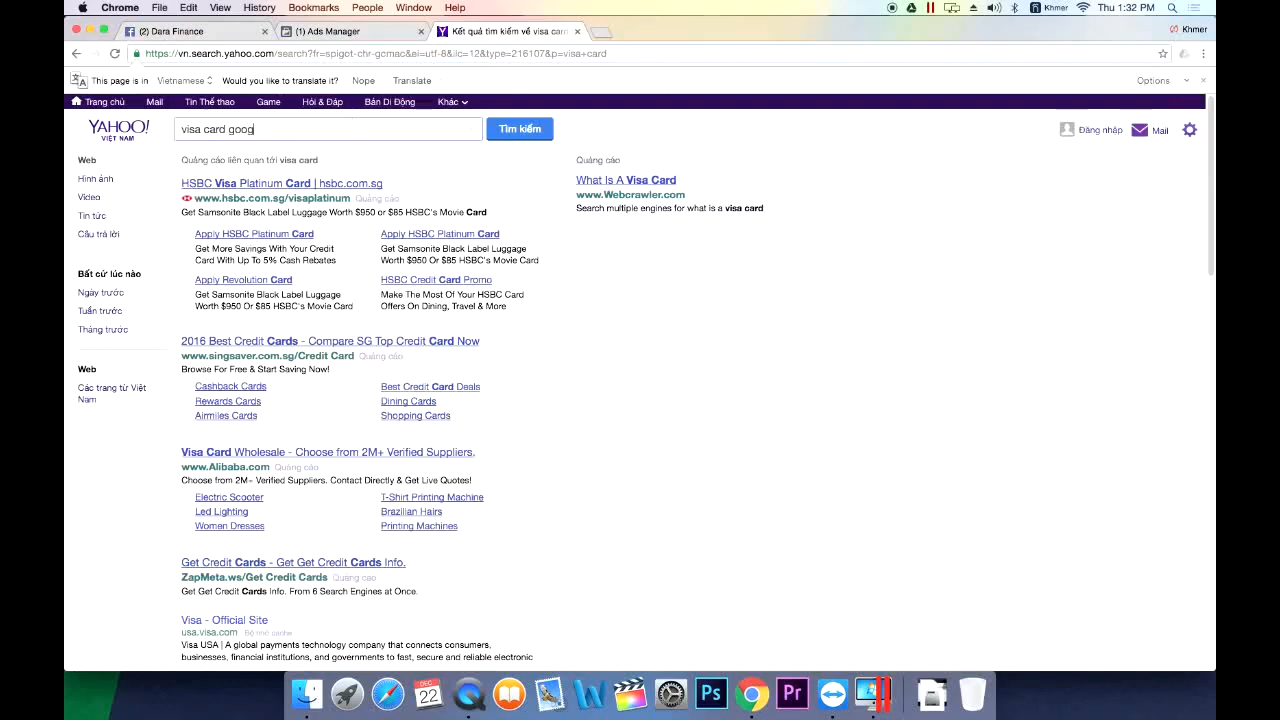 Chrome File Edit View History Bookmarks People Window Help Khmer Thu 1:32 PM
(2) Dara Finance (1) Ads Manager Kết quả tìm kiếm về visa card Khmer
https://vn.search.yahoo.com/search?fr=spigot-chr-gcmac&ei=utf-8&ilc=12&type=216107&p=visa+card
This page is in Vietnamese Would you like to translate it? Nope Translate Options
Trang chủ Mail Tin Thể thao Game Hỏi & Đáp Bản Di Động Khác
YAHOO!
VIỆT NAM
visa card goog
Tìm kiếm
Đăng nhập Mail
Web
Hình ảnh
Video
Tin tức
Câu trả lời
Bất cứ lúc nào
Ngày trước
Tuần trước
Tháng trước
Web
Các trang từ Việt
Nam
Quảng cáo liên quan tới visa card
HSBC Visa Platinum Card | hsbc.com.sg
www.hsbc.com.sg/visaplatinum Quảng cáo
Get Samsonite Black Label Luggage Worth $950 or $85 HSBC's Movie Card
Apply HSBC Platinum Card
Get More Savings With Your Credit
Card With Up To 5% Cash Rebates
Apply HSBC Platinum Card
Get Samsonite Black Label Luggage
Worth $950 Or $85 HSBC's Movie Card
Apply Revolution Card
Get Samsonite Black Label Luggage
Worth $950 Or $85 HSBC's Movie Card
HSBC Credit Card Promo
Make The Most Of Your HSBC Card
Offers On Dining, Travel & More
2016 Best Credit Cards - Compare SG Top Credit Card Now
www.singsaver.com.sg/Credit Card Quảng cáo
Browse For Free & Start Saving Now!
Cashback Cards Best Credit Card Deals
Rewards Cards Dining Cards
Airmiles Cards Shopping Cards
Visa Card Wholesale - Choose from 2M+ Verified Suppliers.
www.Alibaba.com Quảng cáo
Choose from 2M+ Verified Suppliers. Contact Directly & Get Live Quotes!
Electric Scooter T-Shirt Printing Machine
Led Lighting Brazilian Hairs
Women Dresses Printing Machines
Get Credit Cards - Get Get Credit Cards Info.
ZapMeta.ws/Get Credit Cards Quảng cáo
Get Get Credit Cards Info. From 6 Search Engines at Once.
Visa - Official Site
usa.visa.com Bộ nhớ cache
Visa USA | A global payments technology company that connects consumers,
businesses, financial institutions, and governments to fast, secure and reliable electronic
Quảng cáo
What Is A Visa Card
www.Webcrawler.com
Search multiple engines for what is a visa card
DEC
22
W
Ps
Pr